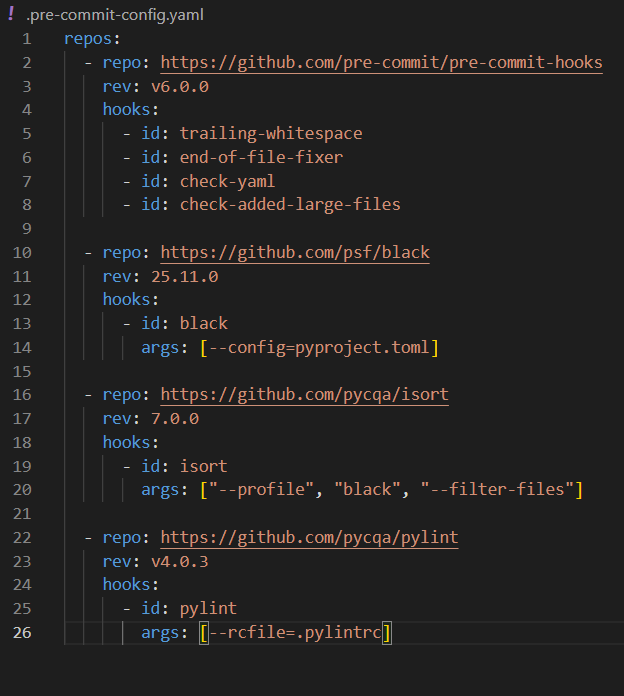 ! .pre-commit-config.yaml
1 repos:
2   - repo: https://github.com/pre-commit/pre-commit-hooks
3     rev: v6.0.0
4     hooks:
5       - id: trailing-whitespace
6       - id: end-of-file-fixer
7       - id: check-yaml
8       - id: check-added-large-files
9
10   - repo: https://github.com/psf/black
11     rev: 25.11.0
12     hooks:
13       - id: black
14         args: [--config=pyproject.toml]
15
16   - repo: https://github.com/pycqa/isort
17     rev: 7.0.0
18     hooks:
19       - id: isort
20         args: ["--profile", "black", "--filter-files"]
21
22   - repo: https://github.com/pycqa/pylint
23     rev: v4.0.3
24     hooks:
25       - id: pylint
26         args: [--rcfile=.pylintrc]